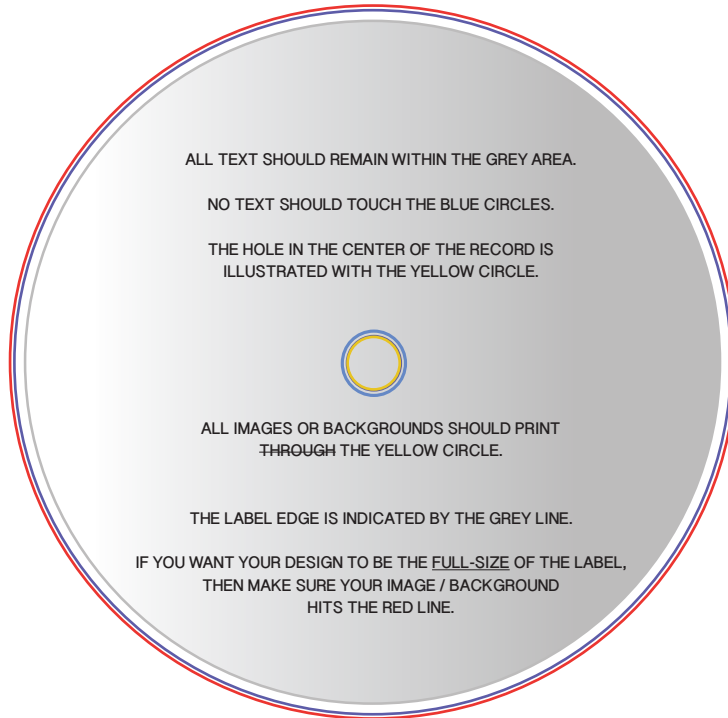 ALL TEXT SHOULD REMAIN WITHIN THE GREY AREA.
NO TEXT SHOULD TOUCH THE BLUE CIRCLES.
THE HOLE IN THE CENTER OF THE RECORD IS
ILLUSTRATED WITH THE YELLOW CIRCLE.
ALL IMAGES OR BACKGROUNDS SHOULD PRINT
THROUGH THE YELLOW CIRCLE.
THE LABEL EDGE IS INDICATED BY THE GREY LINE.
IF YOU WANT YOUR DESIGN TO BE THE FULL-SIZE OF THE LABEL,
THEN MAKE SURE YOUR IMAGE / BACKGROUND
HITS THE RED LINE.